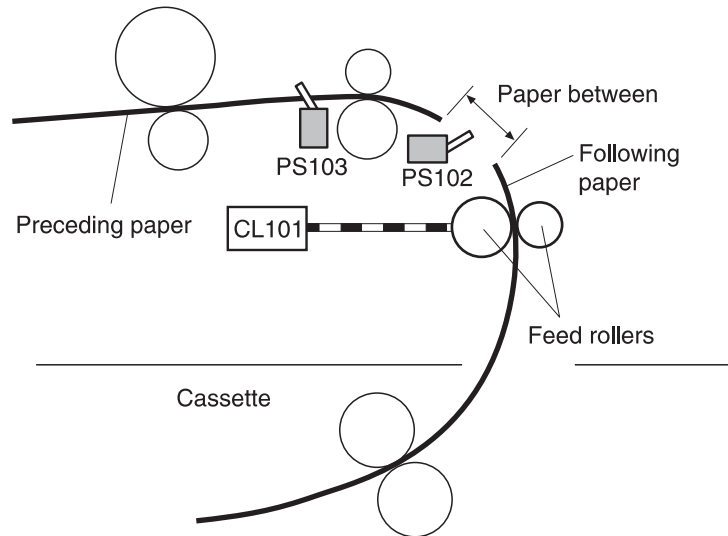 Paper between
PS103
PS102
Following
paper
Preceding paper
CL101
Feed rollers
Cassette